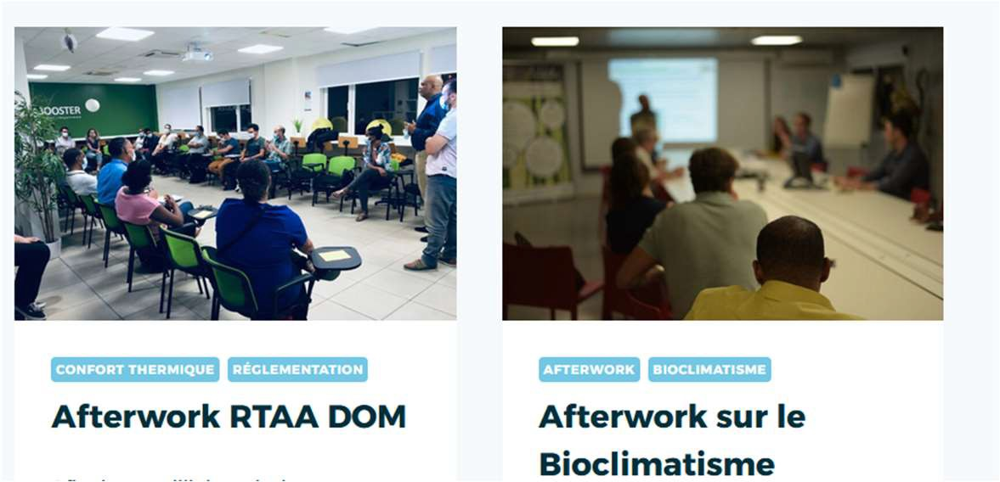 BOOSTER
CONFORT THERMIQUE
RÉGLEMENTATION
Afterwork RTAA DOM
AFTERWORK
BIOCLIMATISME
Afterwork sur le
Bioclimatisme